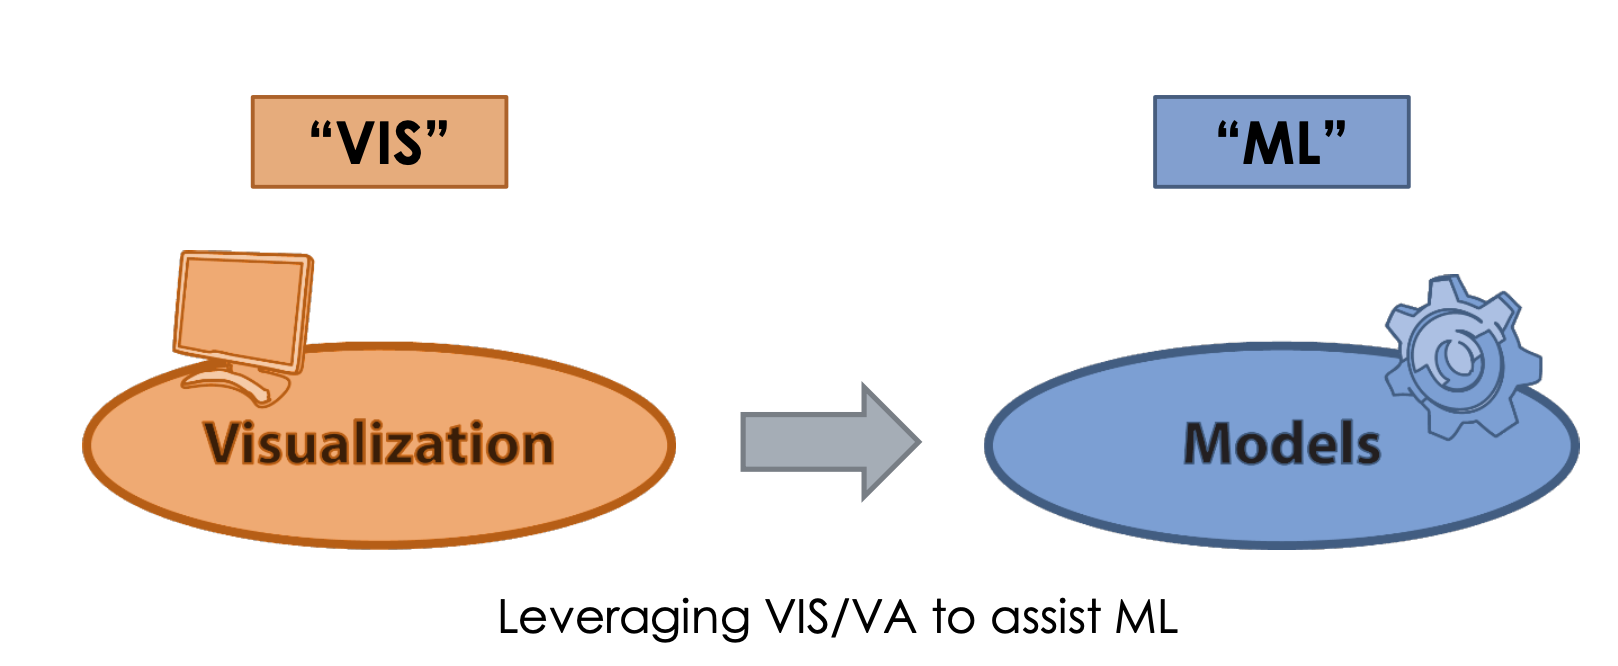 “VIS”
“ML”
Visualization
Models
Leveraging VIS/VA to assist ML